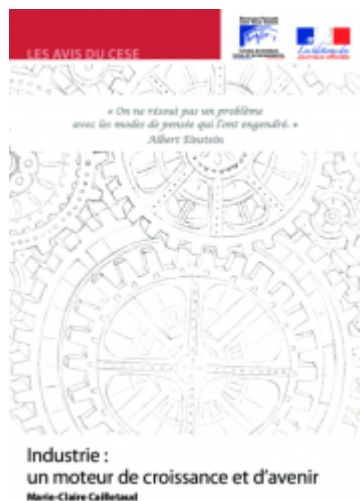 LES AVIS DU CESE
« On ne résout pas un problème
avec les modes de pensée qui l'ont engendré. »
Albert Einstein
Industrie :
un moteur de croissance et d'avenir
Marie-Claire Cailletaud